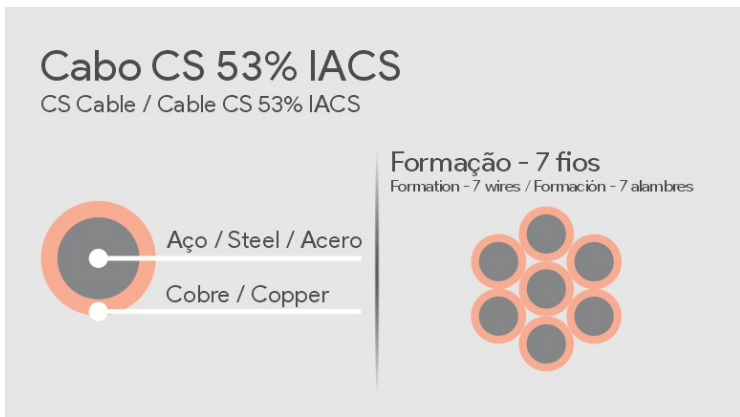 Cabo CS 53% IACS
CS Cable / Cable CS 53% IACS
Formação - 7 fios
Formation - 7 wires / Formación - 7 alambres
Aço / Steel / Acero
Cobre / Copper